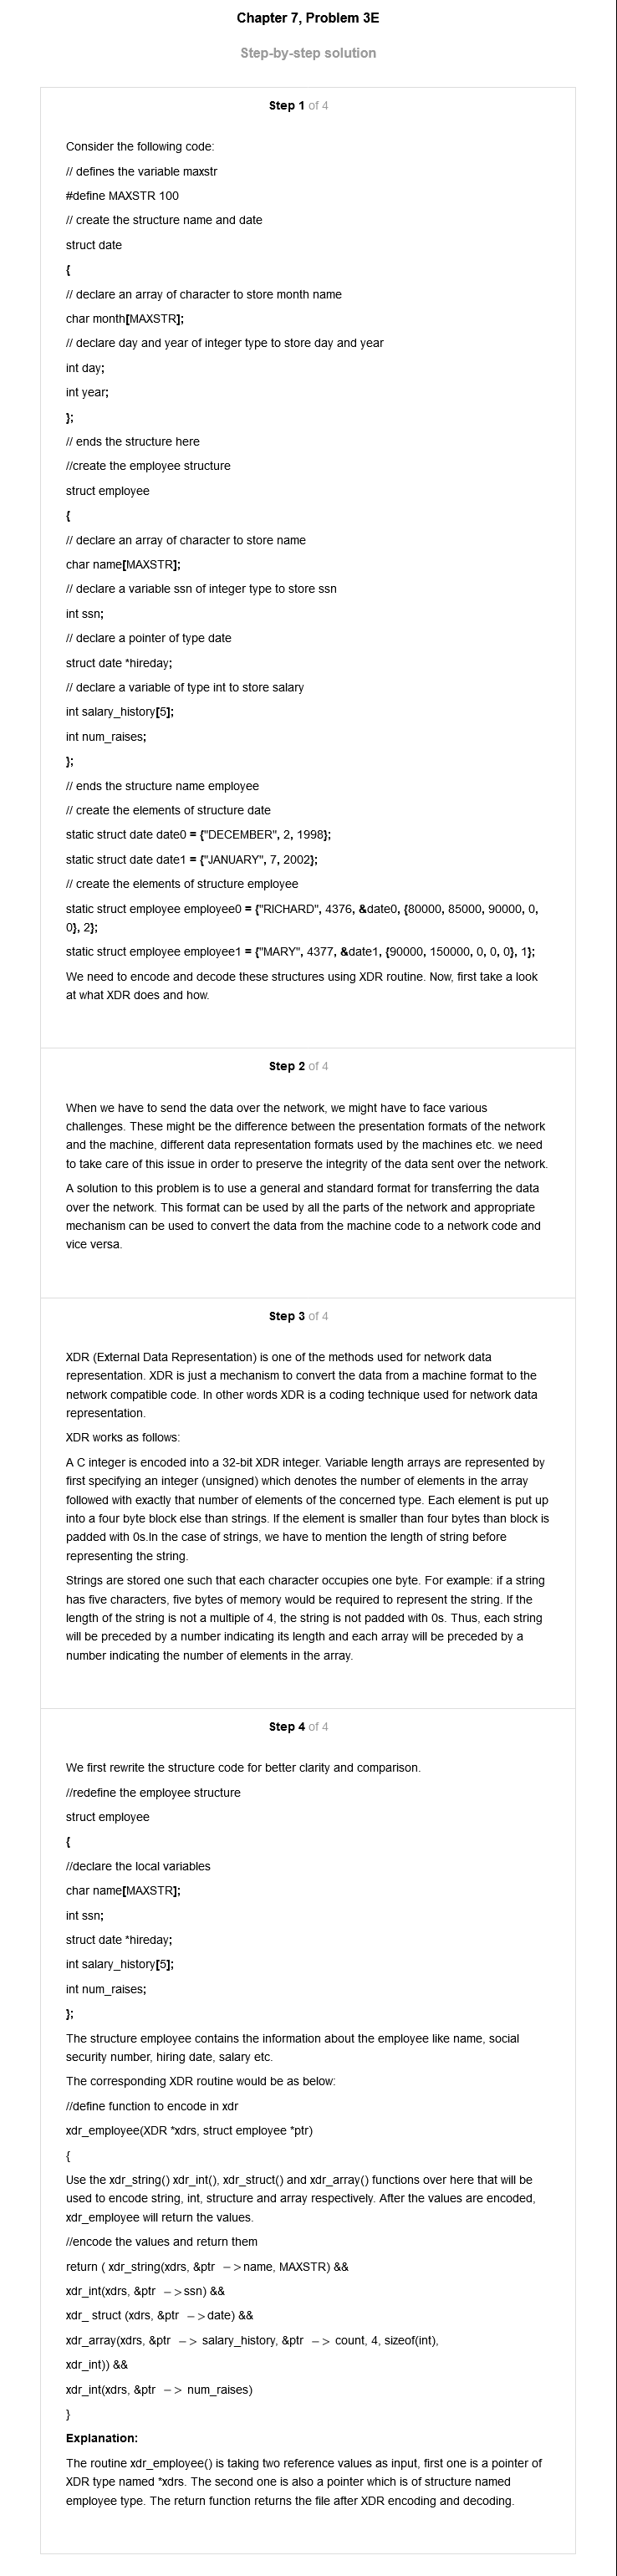 Chapter 7, Problem 3E
Step-by-step solution
Step 1 of 4
Consider the following code:
// defines the variable maxstr
#define MAXSTR 100
// create the structure name and date
struct date
{
// declare an array of character to store month name
char month[MAXSTR];
// declare day and year of integer type to store day and year
int day;
int year;
};
// ends the structure here
//create the employee structure
struct employee
{
// declare an array of character to store name
char name[MAXSTR];
// declare a variable ssn of integer type to store ssn
int ssn;
// declare a pointer of type date
struct date *hireday;
// declare a variable of type int to store salary
int salary_history[5];
int num_raises;
};
// ends the structure name employee
// create the elements of structure date
static struct date date0 = {"DECEMBER", 2, 1998};
static struct date date1 = {"JANUARY", 7, 2002};
// create the elements of structure employee
static struct employee employee0 = {"RICHARD", 4376, &date0, {80000, 85000, 90000, 0,
0}, 2};
static struct employee employee1 = {"MARY", 4377, &date1, {90000, 150000, 0, 0, 0}, 1};
We need to encode and decode these structures using XDR routine. Now, first take a look
at what XDR does and how.
Step 2 of 4
When we have to send the data over the network, we might have to face various
challenges. These might be the difference between the presentation formats of the network
and the machine, different data representation formats used by the machines etc. we need
to take care of this issue in order to preserve the integrity of the data sent over the network.
A solution to this problem is to use a general and standard format for transferring the data
over the network. This format can be used by all the parts of the network and appropriate
mechanism can be used to convert the data from the machine code to a network code and
vice versa.
Step 3 of 4
XDR (External Data Representation) is one of the methods used for network data
representation. XDR is just a mechanism to convert the data from a machine format to the
network compatible code. In other words XDR is a coding technique used for network data
representation.
XDR works as follows:
A C integer is encoded into a 32-bit XDR integer. Variable length arrays are represented by
first specifying an integer (unsigned) which denotes the number of elements in the array
followed with exactly that number of elements of the concerned type. Each element is put up
into a four byte block else than strings. If the element is smaller than four bytes than block is
padded with 0s.In the case of strings, we have to mention the length of string before
representing the string.
Strings are stored one such that each character occupies one byte. For example: if a string
has five characters, five bytes of memory would be required to represent the string. If the
length of the string is not a multiple of 4, the string is not padded with 0s. Thus, each string
will be preceded by a number indicating its length and each array will be preceded by a
number indicating the number of elements in the array.
Step 4 of 4
We first rewrite the structure code for better clarity and comparison.
//redefine the employee structure
struct employee
{
//declare the local variables
char name[MAXSTR];
int ssn;
struct date *hireday;
int salary_history[5];
int num_raises;
};
The structure employee contains the information about the employee like name, social
security number, hiring date, salary etc.
The corresponding XDR routine would be as below:
//define function to encode in xdr
xdr_employee(XDR *xdrs, struct employee *ptr)
{
Use the xdr_string() xdr_int(), xdr_struct() and xdr_array() functions over here that will be
used to encode string, int, structure and array respectively. After the values are encoded,
xdr_employee will return the values.
//encode the values and return them
return ( xdr_string(xdrs, &ptr −>name, MAXSTR) &&
xdr_int(xdrs, &ptr −>ssn) &&
xdr_ struct (xdrs, &ptr −>date) &&
xdr_array(xdrs, &ptr −> salary_history, &ptr −> count, 4, sizeof(int),
xdr_int)) &&
xdr_int(xdrs, &ptr −> num_raises)
}
Explanation:
The routine xdr_employee() is taking two reference values as input, first one is a pointer of
XDR type named *xdrs. The second one is also a pointer which is of structure named
employee type. The return function returns the file after XDR encoding and decoding.